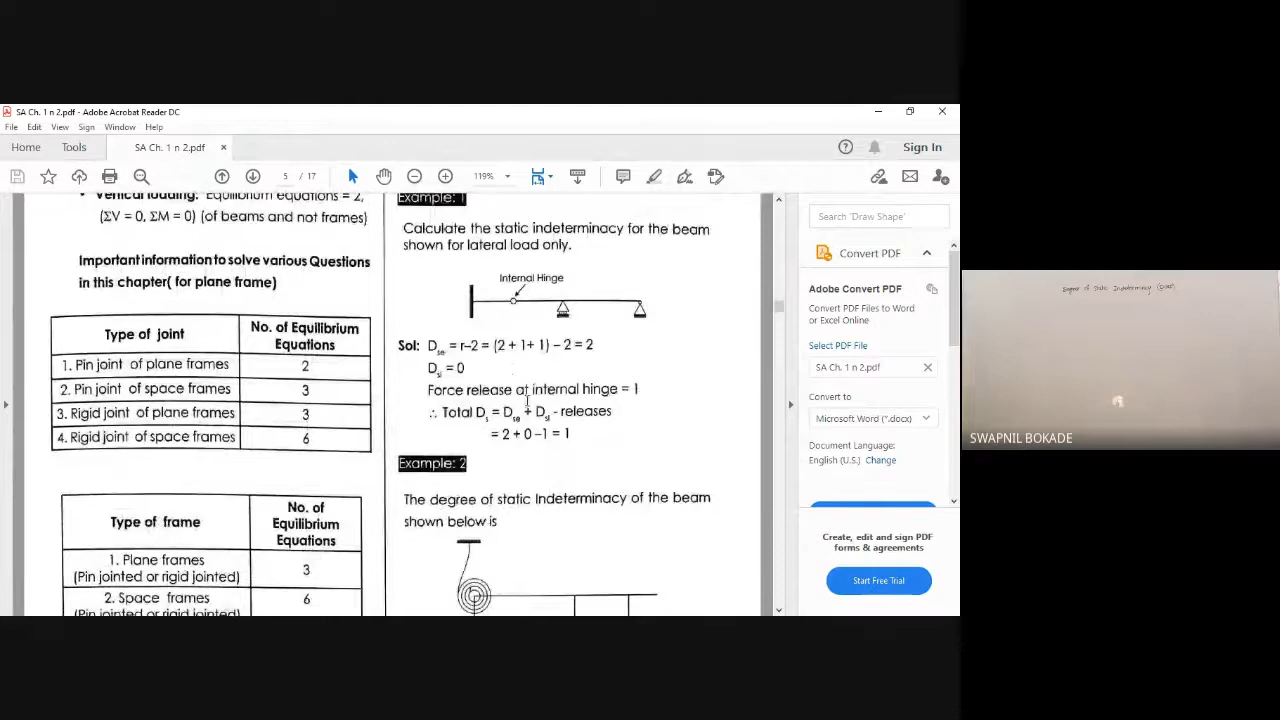 SA Ch. 1 n 2.pdf - Adobe Acrobat Reader DC
File Edit View Sign Window Help
Home Tools SA Ch. 1 n 2.pdf × Sign In
5 / 17 119%
• Vertical loading: Equilibrium equations = 2,
(ΣV = 0, ΣM = 0) (of beams and not frames)
Important information to solve various Questions
in this chapter( for plane frame)
Type of joint No. of Equilibrium Equations
1. Pin joint of plane frames 2
2. Pin joint of space frames 3
3. Rigid joint of plane frames 3
4. Rigid joint of space frames 6
Type of frame No. of Equilibrium Equations
1. Plane frames (Pin jointed or rigid jointed) 3
2. Space frames (Pin jointed or rigid jointed) 6
Example: 1
Calculate the static indeterminacy for the beam
shown for lateral load only.
Internal Hinge
Sol: Dse = r–2 = (2 + 1+ 1) – 2 = 2
Dsi = 0
Force release at internal hinge = 1
∴ Total Ds = Dse + Dsi - releases
= 2 + 0 –1 = 1
Example: 2
The degree of static Indeterminacy of the beam
shown below is
Search 'Draw Shape'
Convert PDF
Adobe Convert PDF
Convert PDF Files to Word
or Excel Online
Select PDF File
SA Ch. 1 n 2.pdf ×
Convert to
Microsoft Word (*.docx)
Document Language:
English (U.S.) Change
Create, edit and sign PDF
forms & agreements
Start Free Trial
Degree of Static Indeterminacy
SWAPNIL BOKADE